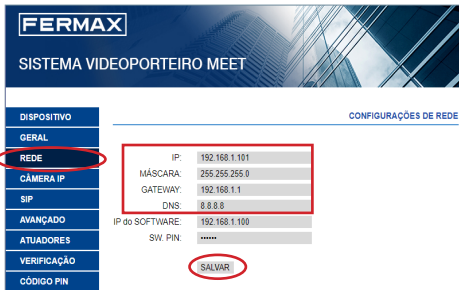 FERMAX
SISTEMA VIDEOPORTEIRO MEET
DISPOSITIVO
CONFIGURAÇÕES DE REDE
GERAL
REDE
IP: 192.168.1.101
CÂMERA IP
MÁSCARA: 255.255.255.0
SIP
GATEWAY: 192.168.1.1
DNS: 8.8.8.8
AVANÇADO
IP do SOFTWARE: 192.168.1.100
ATUADORES
SW. PIN: ••••••
VERIFICAÇÃO
SALVAR
CÓDIGO PIN